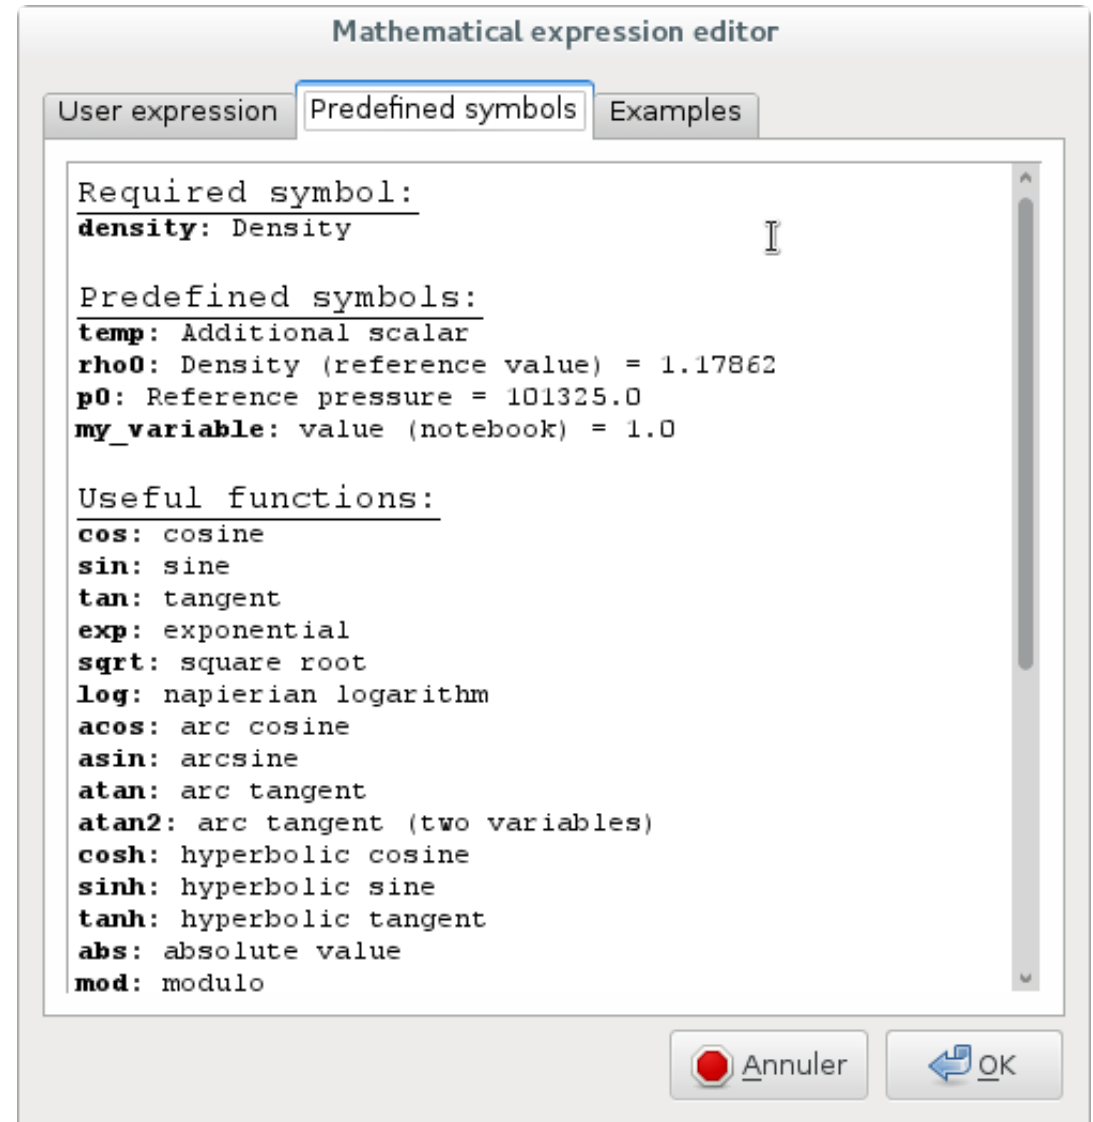 Mathematical expression editor
User expression
Predefined symbols
Examples
Required symbol:
density: Density
Predefined symbols:
temp: Additional scalar
rho0: Density (reference value) = 1.17862
p0: Reference pressure = 101325.0
my_variable: value (notebook) = 1.0
Useful functions:
cos: cosine
sin: sine
tan: tangent
exp: exponential
sqrt: square root
log: napierian logarithm
acos: arc cosine
asin: arcsine
atan: arc tangent
atan2: arc tangent (two variables)
cosh: hyperbolic cosine
sinh: hyperbolic sine
tanh: hyperbolic tangent
abs: absolute value
mod: modulo
Annuler
OK